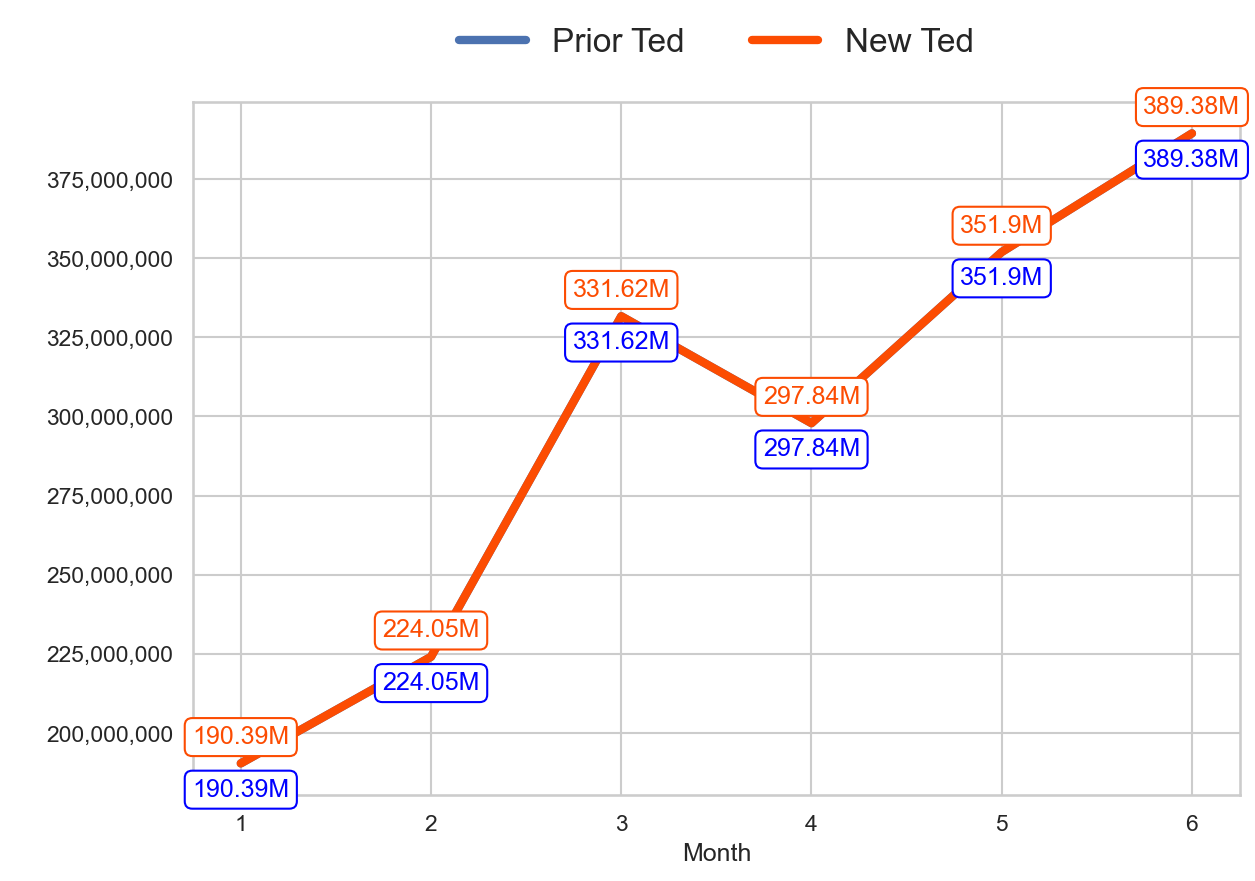 Prior Ted New Ted
389.38M
389.38M
375,000,000
351.9M
350,000,000
351.9M
331.62M
325,000,000
331.62M
297.84M
300,000,000
297.84M
275,000,000
250,000,000
224.05M
225,000,000
224.05M
190.39M
200,000,000
190.39M
1 2 3 4 5 6
Month